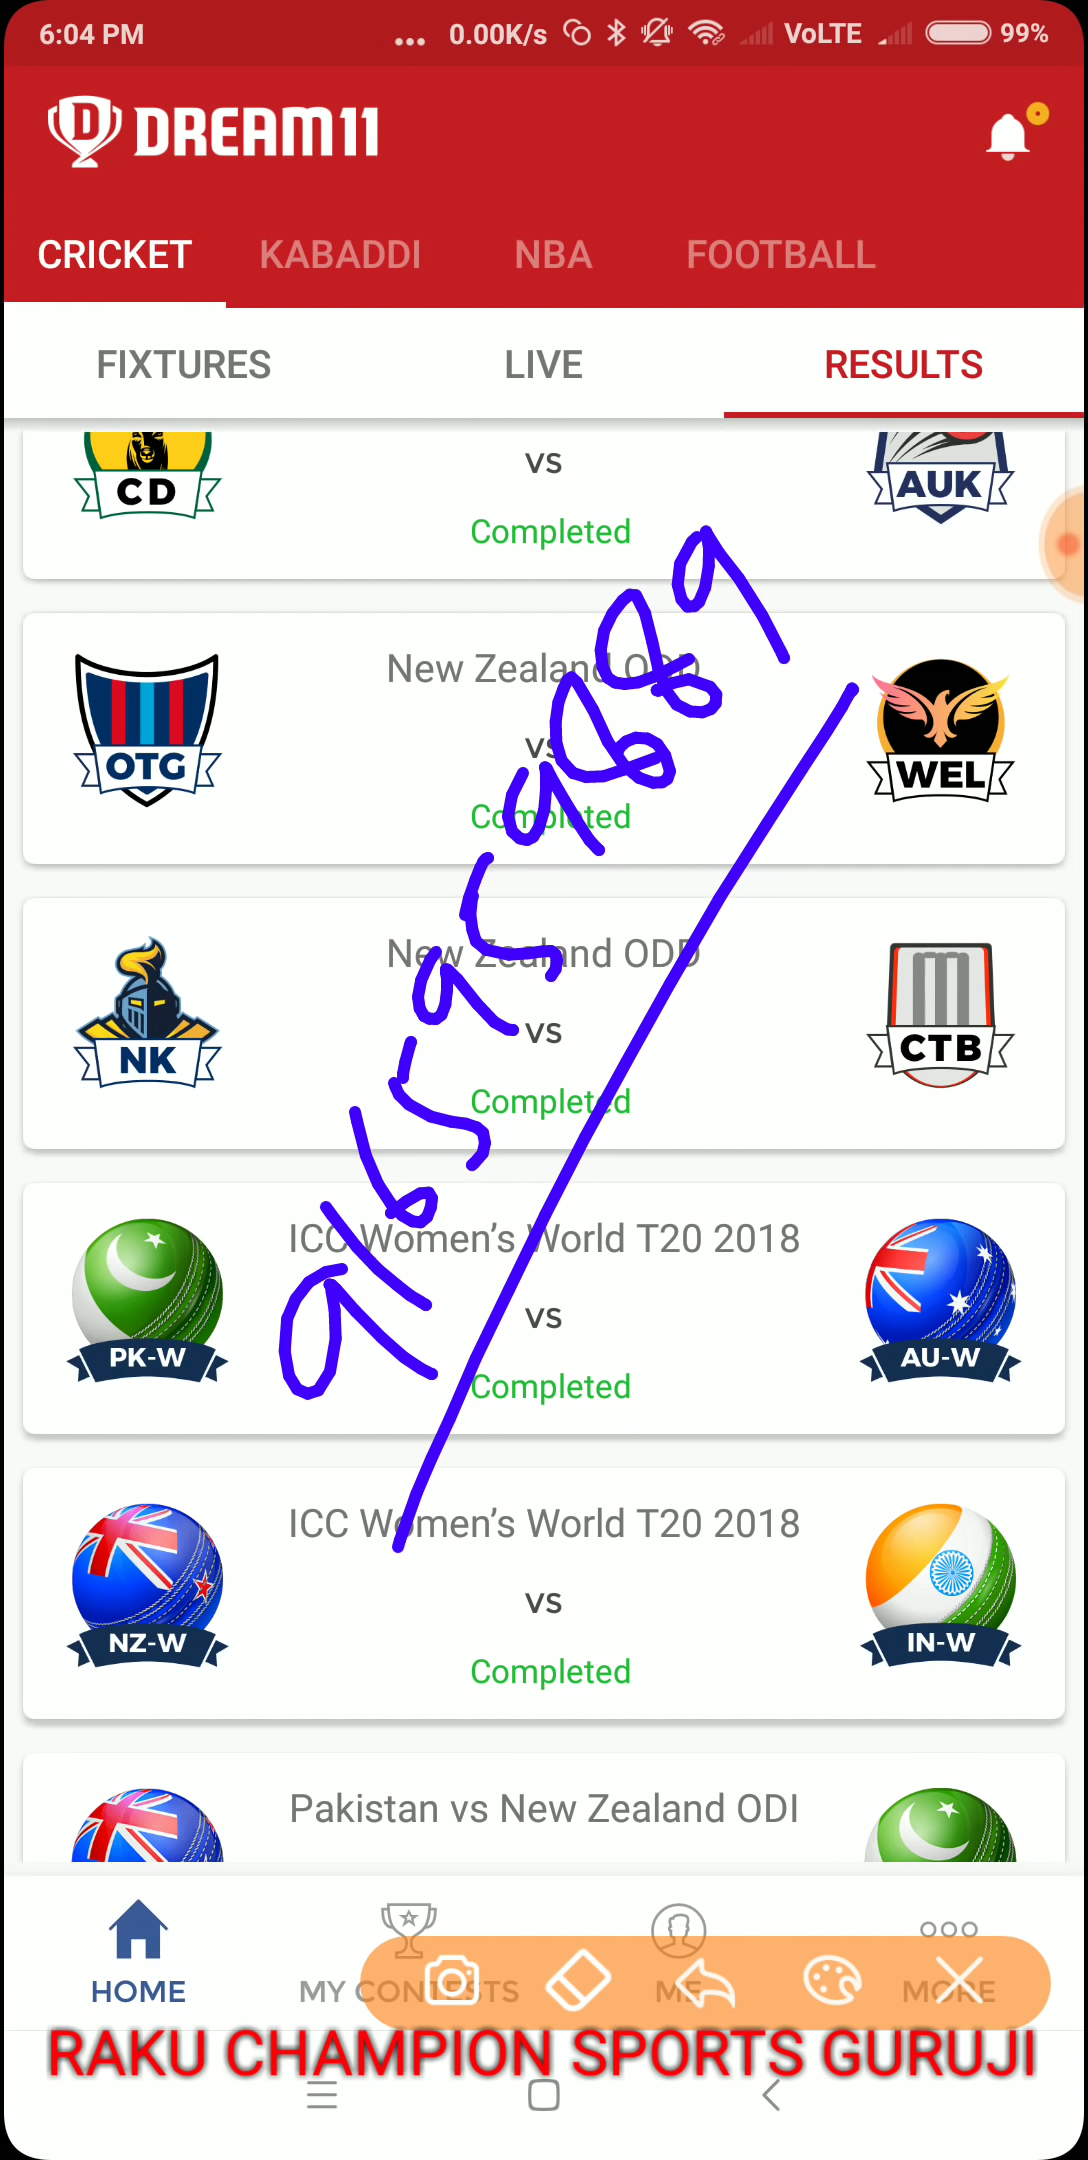 6:04 PM ... 0.00K/s VoLTE 99%
DREAM11
CRICKET KABADDI NBA FOOTBALL
FIXTURES LIVE RESULTS
CD vs AUK
Completed
New Zealand ODD
OTG vs WEL
Completed
New Zealand ODD
NK vs CTB
Completed
ICC Women’s World T20 2018
PK-W vs AU-W
Completed
ICC Women’s World T20 2018
NZ-W vs IN-W
Completed
Pakistan vs New Zealand ODI
9165959889
HOME MY CONTESTS ME MORE
RAKU CHAMPION SPORTS GURUJI